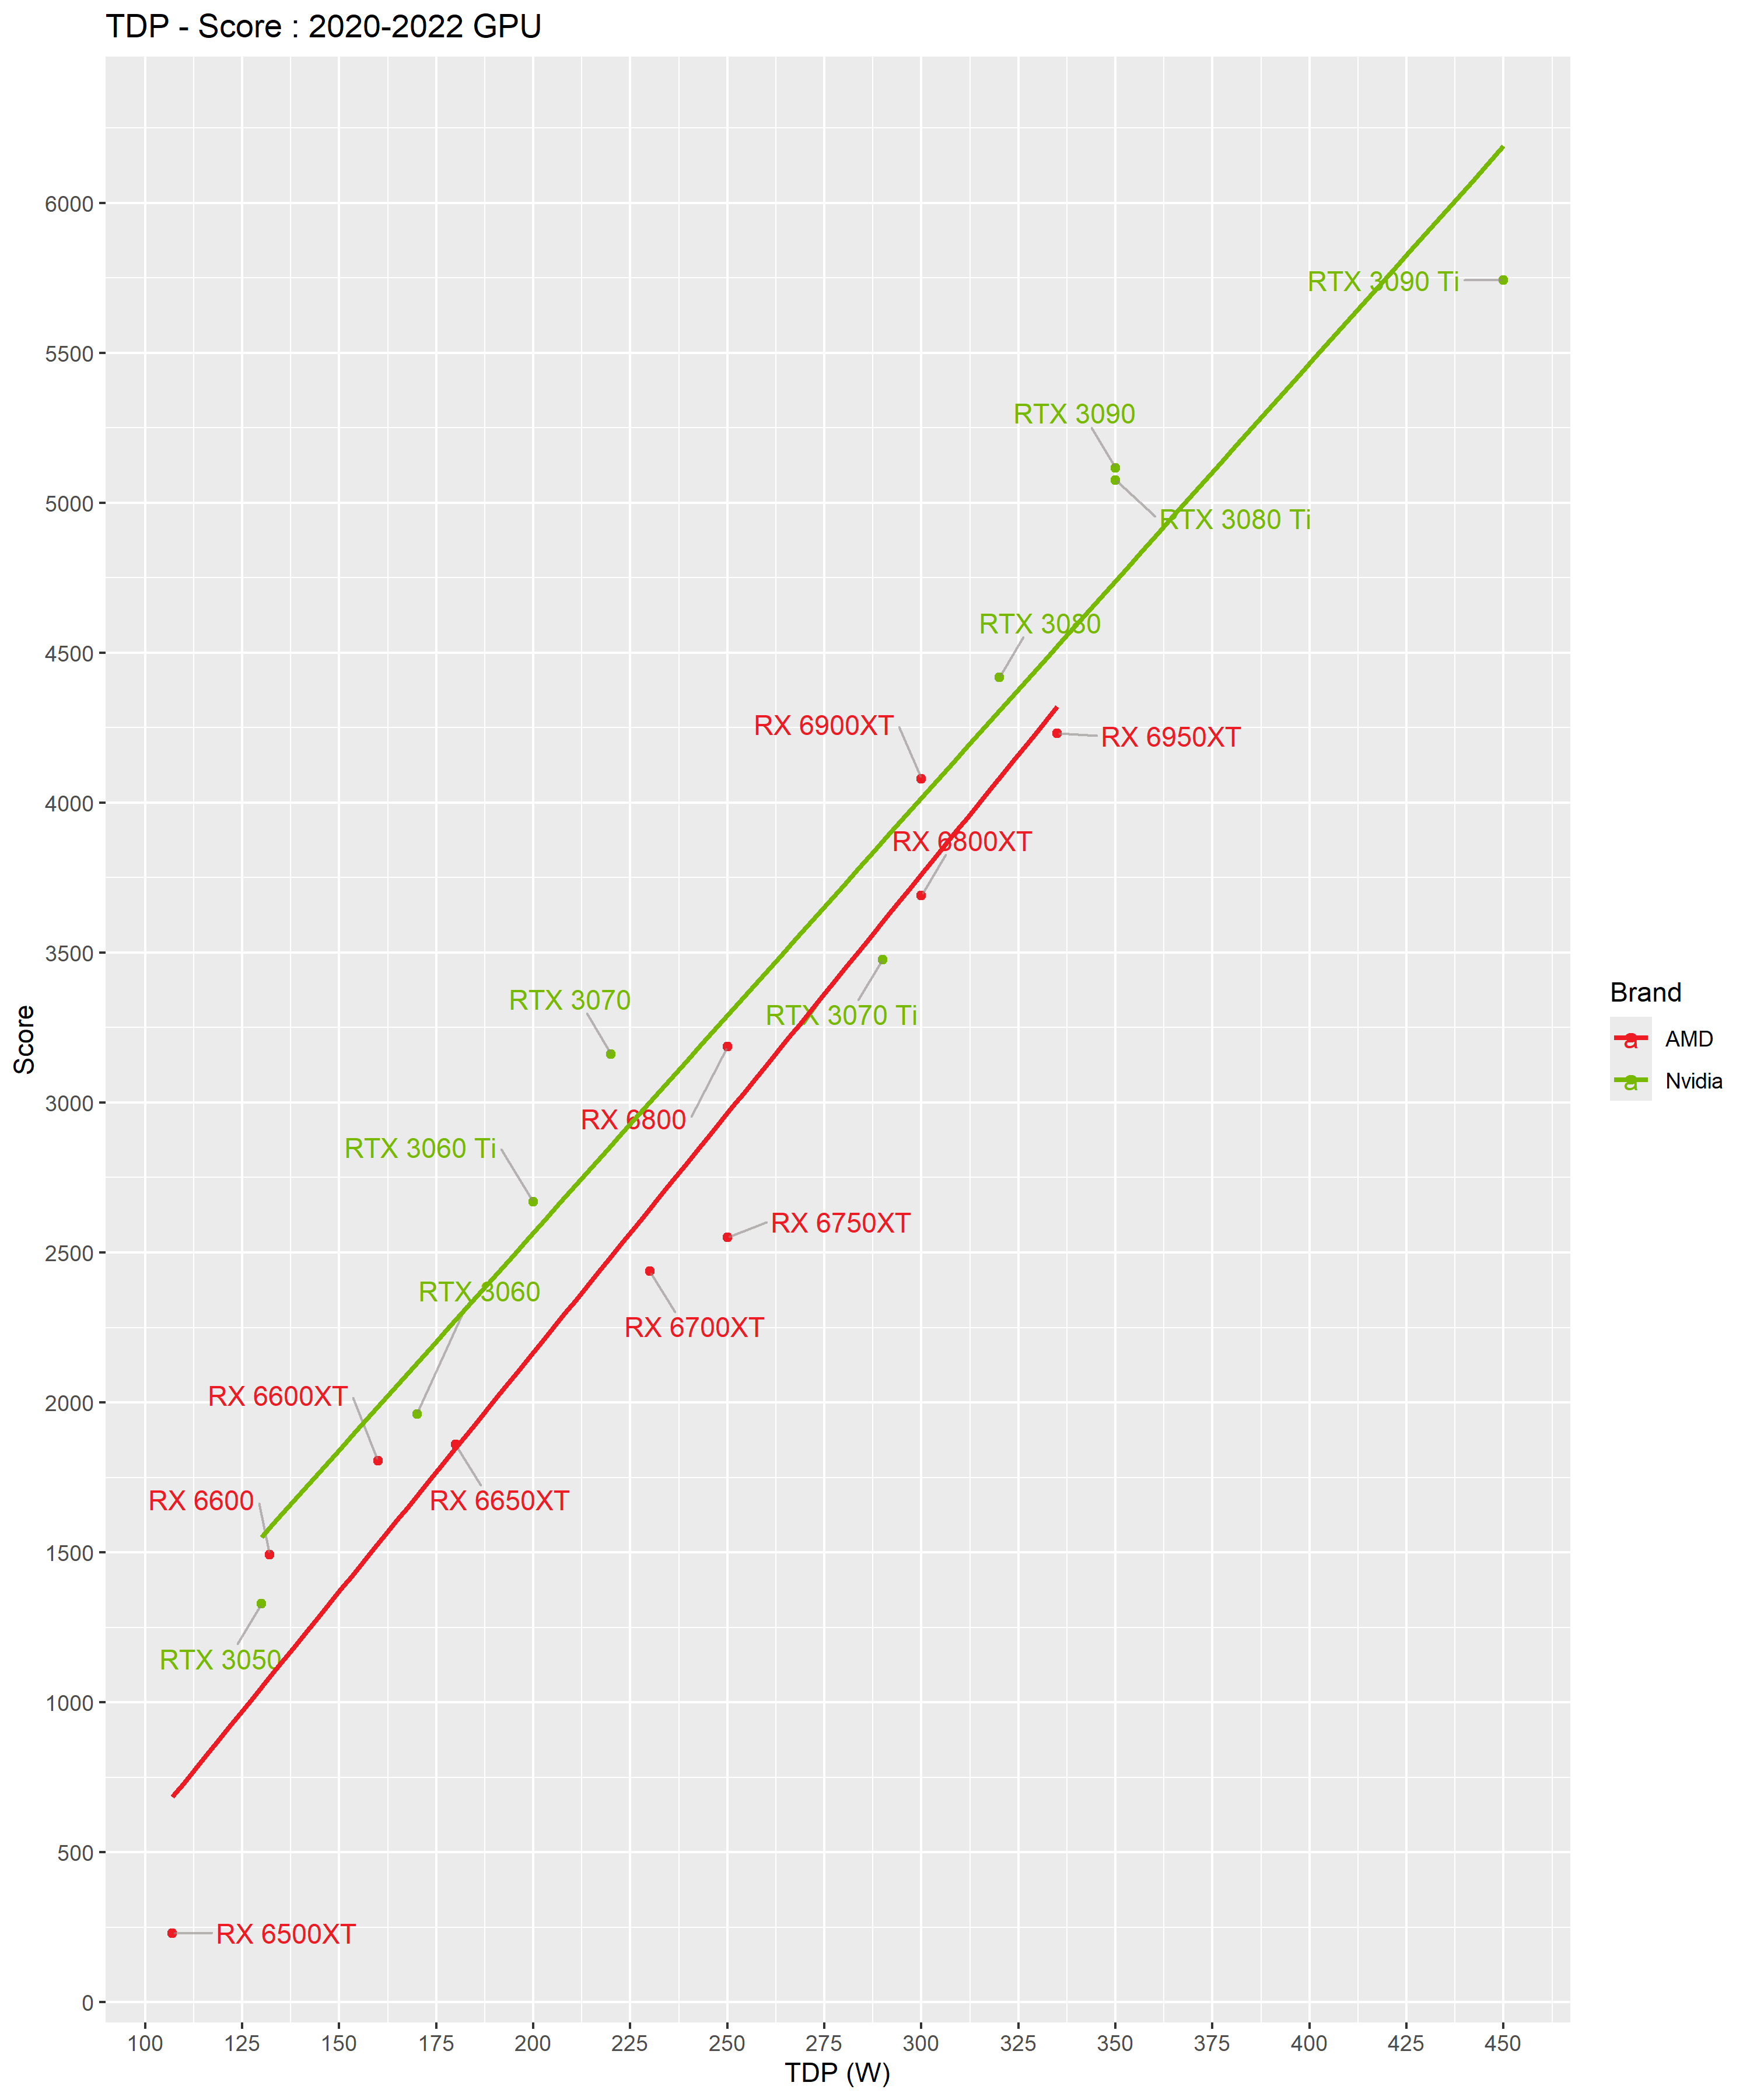 TDP - Score : 2020-2022 GPU
6000
5500
5000
4500
4000
3500
3000
2500
2000
1500
1000
500
0
Score
RTX 3090 Ti
RTX 3090
RTX 3080 Ti
RTX 3080
RX 6900XT
RX 6950XT
RX 6800XT
RTX 3070
RTX 3070 Ti
RX 6800
RTX 3060 Ti
RX 6750XT
RTX 3060
RX 6700XT
RX 6600XT
RX 6600
RX 6650XT
RTX 3050
RX 6500XT
100 125 150 175 200 225 250 275 300 325 350 375 400 425 450
TDP (W)
Brand
a AMD
a Nvidia